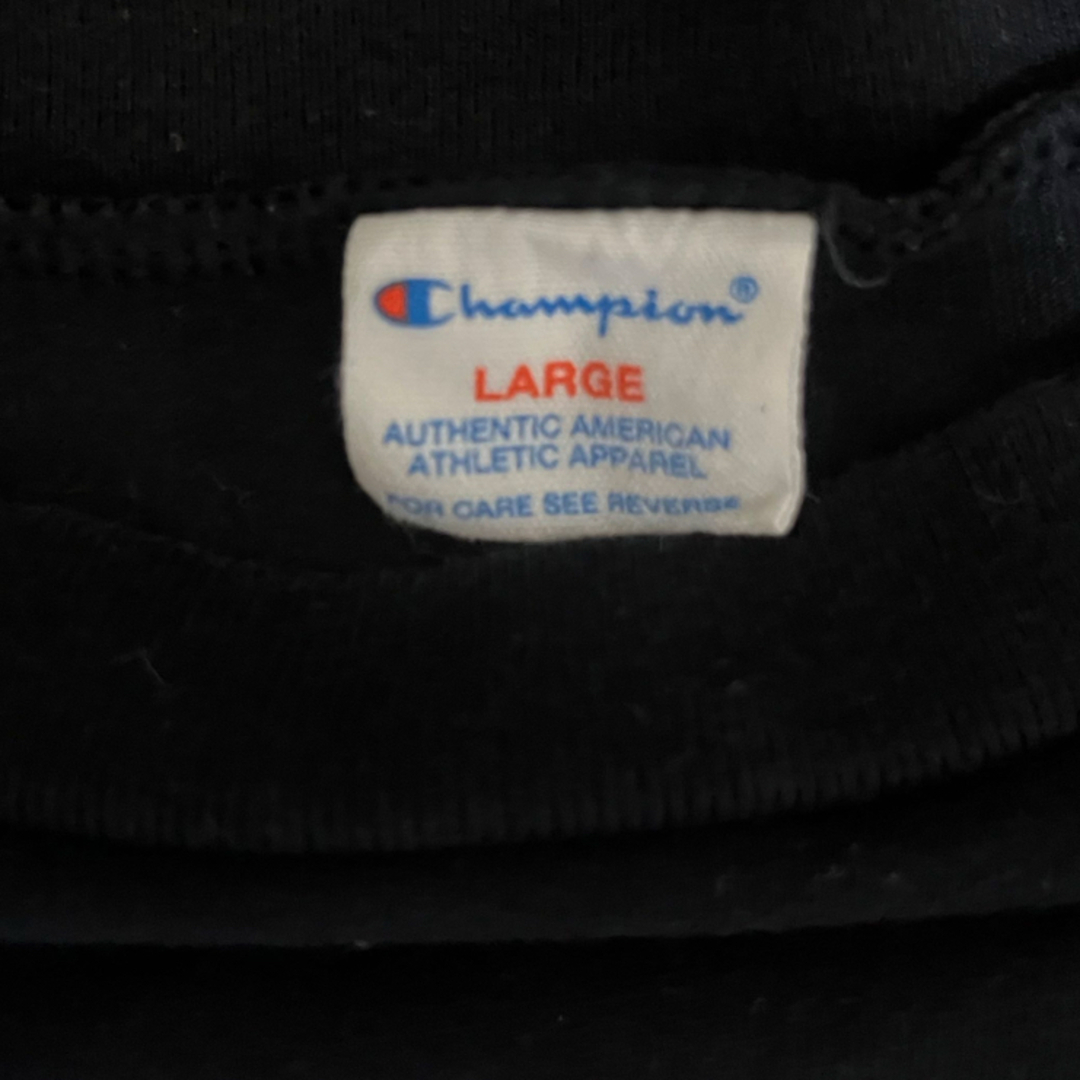 Champion®
LARGE
AUTHENTIC AMERICAN
ATHLETIC APPAREL
FOR CARE SEE REVERSE